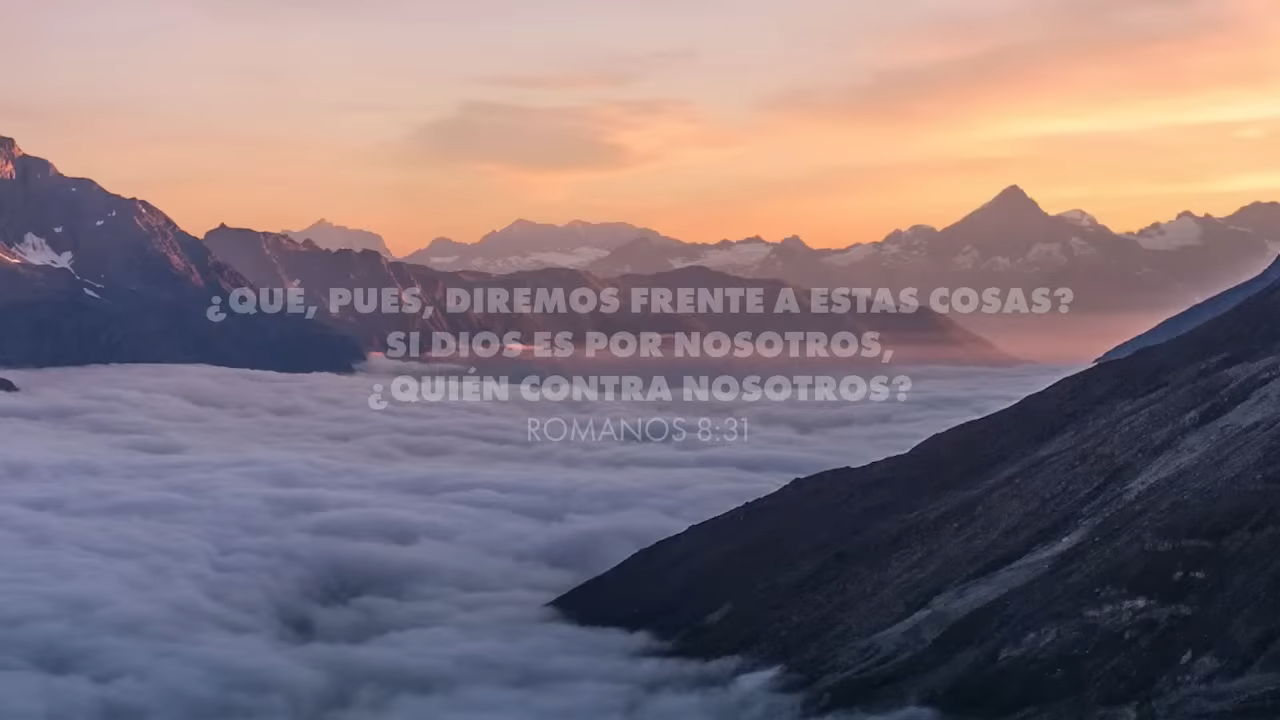 ¿QUÉ, PUES, DIREMOS FRENTE A ESTAS COSAS?
SI DIOS ES POR NOSOTROS,
¿QUIÉN CONTRA NOSOTROS?
ROMANOS 8:31